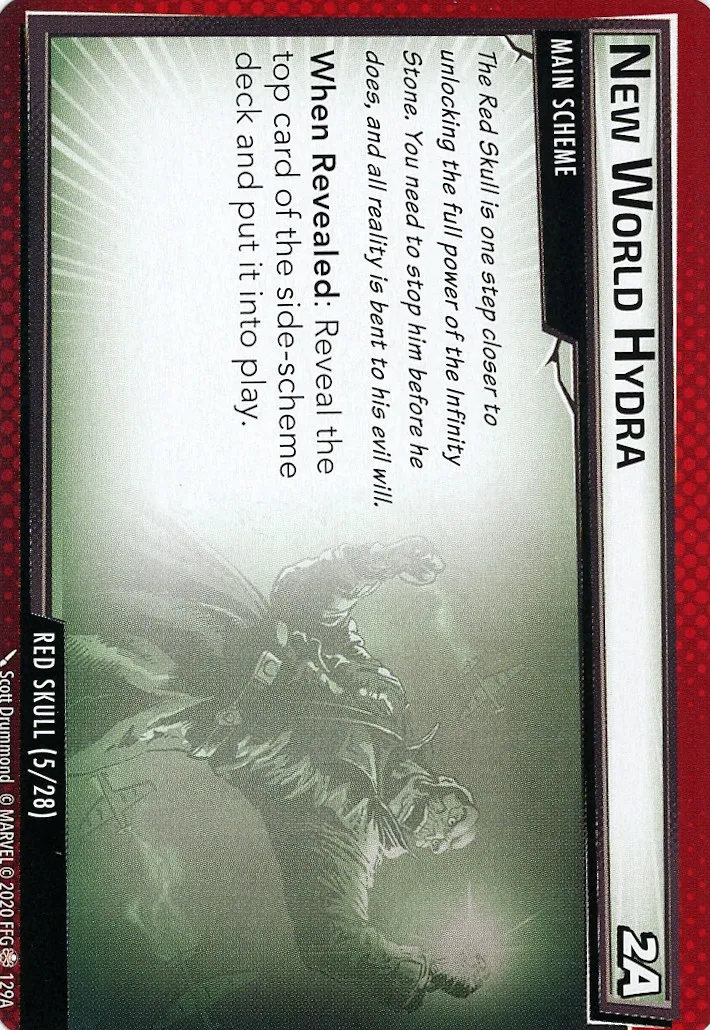 NEW WORLD HYDRA
2A
MAIN SCHEME
The Red Skull is one step closer to
unlocking the full power of the Infinity
Stone. You need to stop him before he
does, and all reality is bent to his evil will.
When Revealed: Reveal the
top card of the side-scheme
deck and put it into play.
RED SKULL (5/28)
Scott Drummond © MARVEL © 2020 FFG 129A